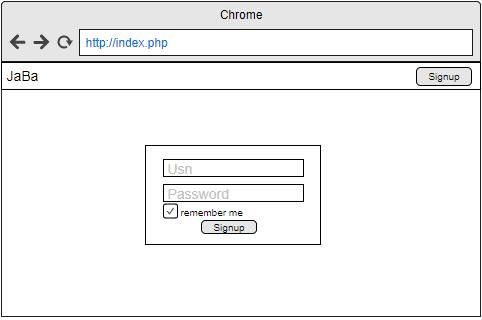 Chrome
http://index.php
JaBa
Signup
Usn
Password
remember me
Signup